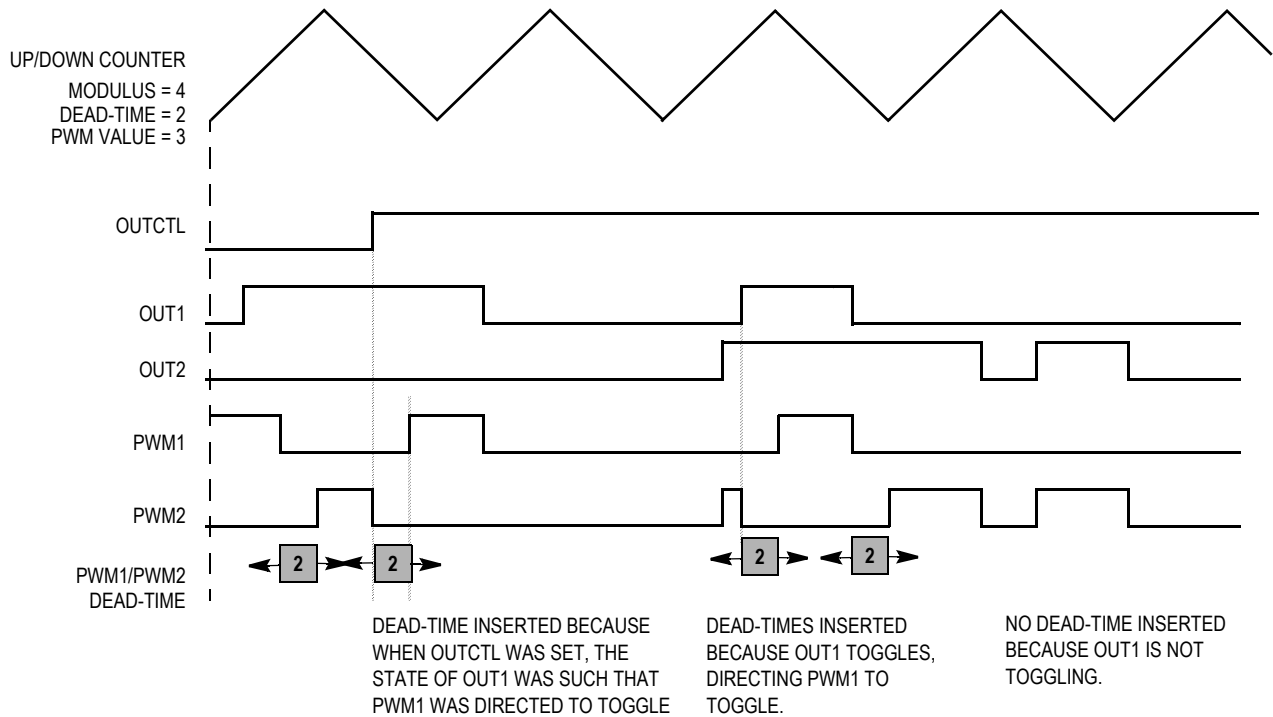 UP/DOWN COUNTER
MODULUS = 4
DEAD-TIME = 2
PWM VALUE = 3
OUTCTL
OUT1
OUT2
PWM1
PWM2
PWM1/PWM2
DEAD-TIME
2
2
2
2
DEAD-TIME INSERTED BECAUSE
WHEN OUTCTL WAS SET, THE
STATE OF OUT1 WAS SUCH THAT
PWM1 WAS DIRECTED TO TOGGLE
DEAD-TIMES INSERTED
BECAUSE OUT1 TOGGLES,
DIRECTING PWM1 TO
TOGGLE.
NO DEAD-TIME INSERTED
BECAUSE OUT1 IS NOT
TOGGLING.